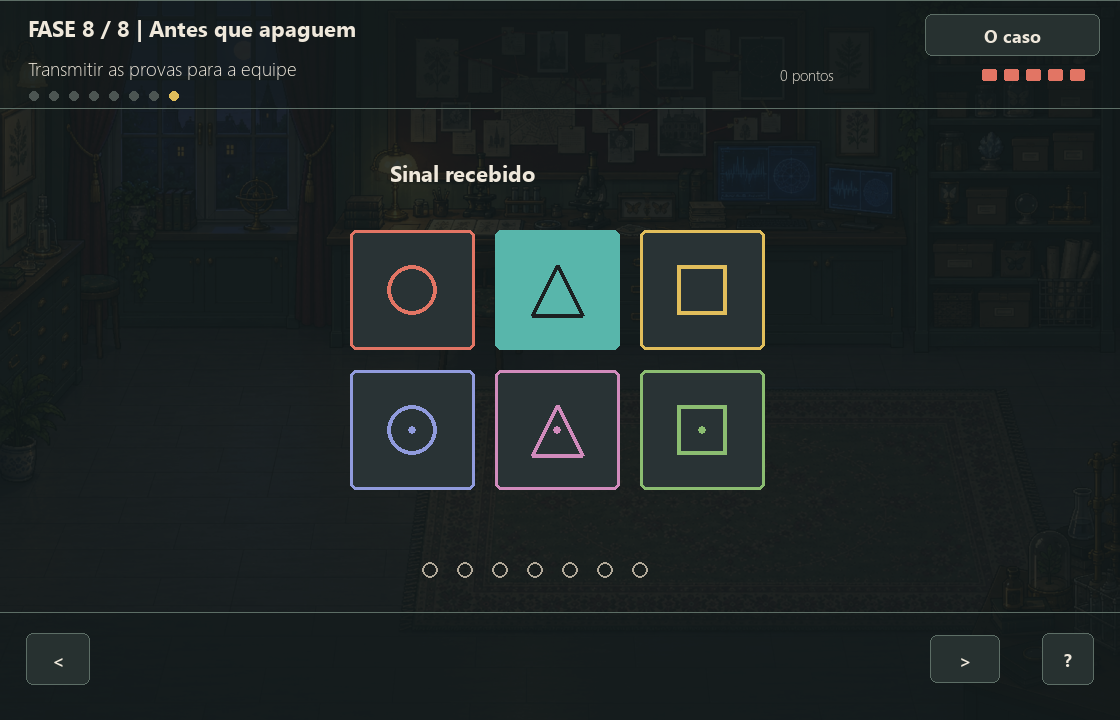 FASE 8 / 8 | Antes que apaguem
O caso
Transmitir as provas para a equipe
0 pontos
Sinal recebido
<
>
?